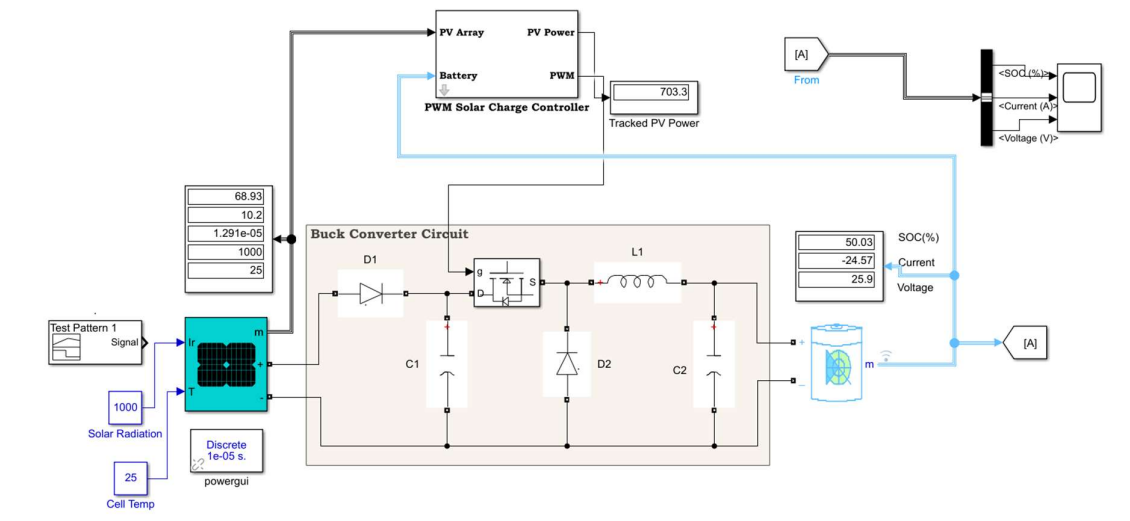 PV Array
PV Power
Battery
PWM
PWM Solar Charge Controller
703.3
Tracked PV Power
[A]
From
<SOC (%)>
<Current (A)>
<Voltage (V)>
68.93
10.2
1.291e-05
1000
25
Buck Converter Circuit
D1
g
D
S
L1
C1
D2
C2
50.03
-24.57
25.9
SOC(%)
Current
Voltage
Test Pattern 1
Signal
Ir
T
m
+
-
+
_
m
[A]
1000
Solar Radiation
Discrete
1e-05 s.
powergui
25
Cell Temp